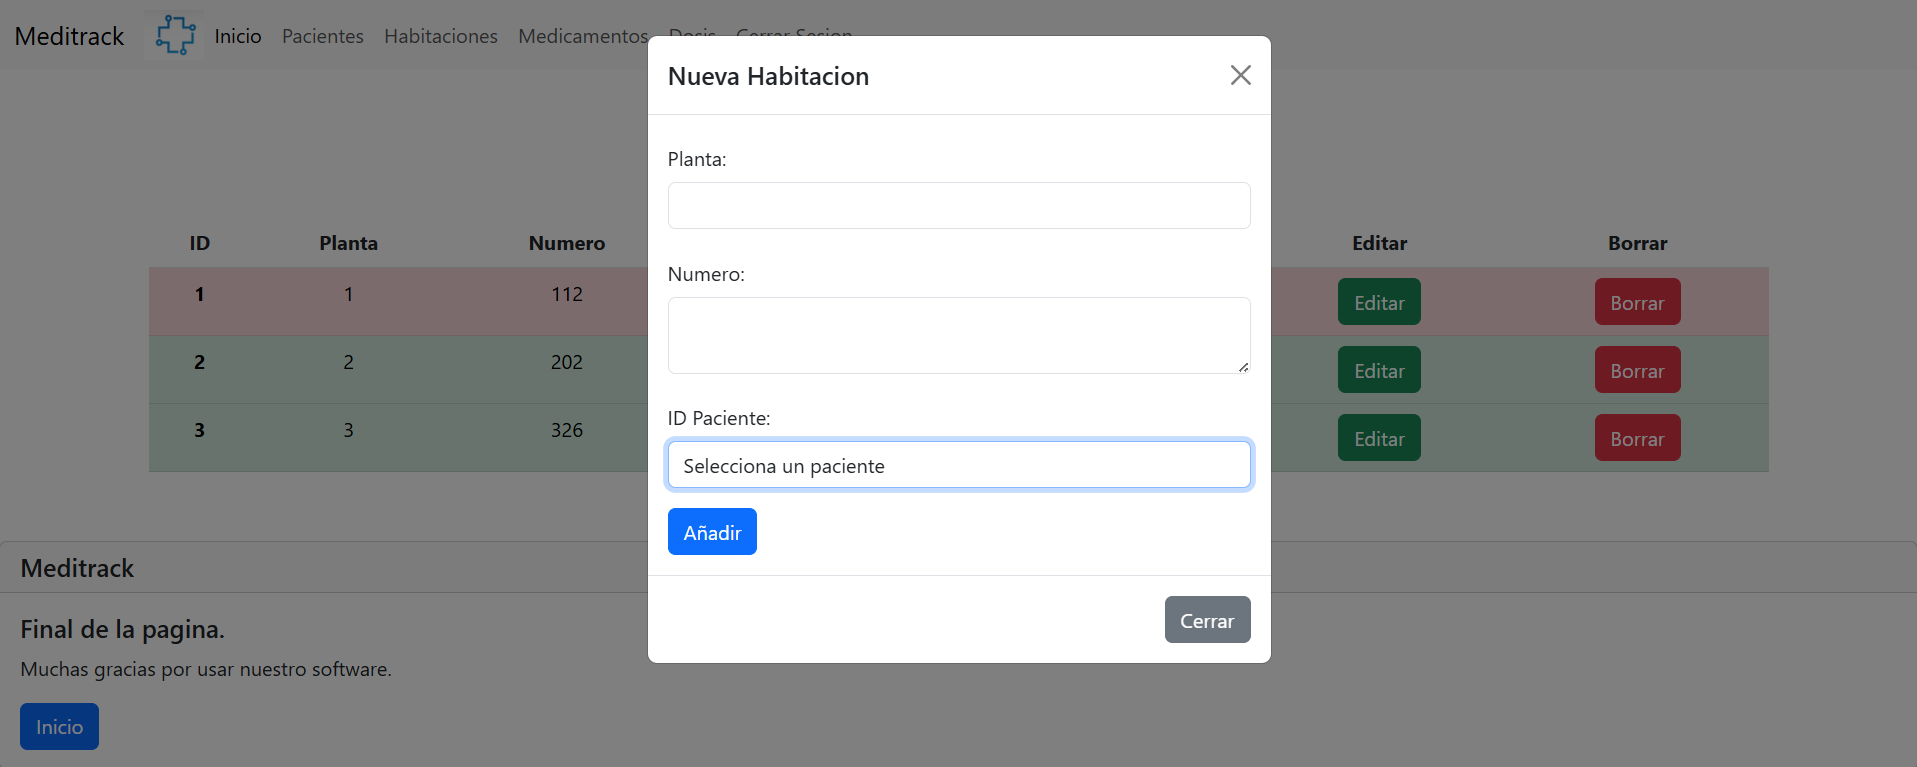 Meditrack Inicio Pacientes Habitaciones Medicamentos Dosis Cerrar Sesion
Nueva Habitacion
Planta:
Numero:
ID Paciente:
Selecciona un paciente
Añadir
Cerrar
ID Planta Numero Editar Borrar
1 1 112 Editar Borrar
2 2 202 Editar Borrar
3 3 326 Editar Borrar
Meditrack
Final de la pagina.
Muchas gracias por usar nuestro software.
Inicio